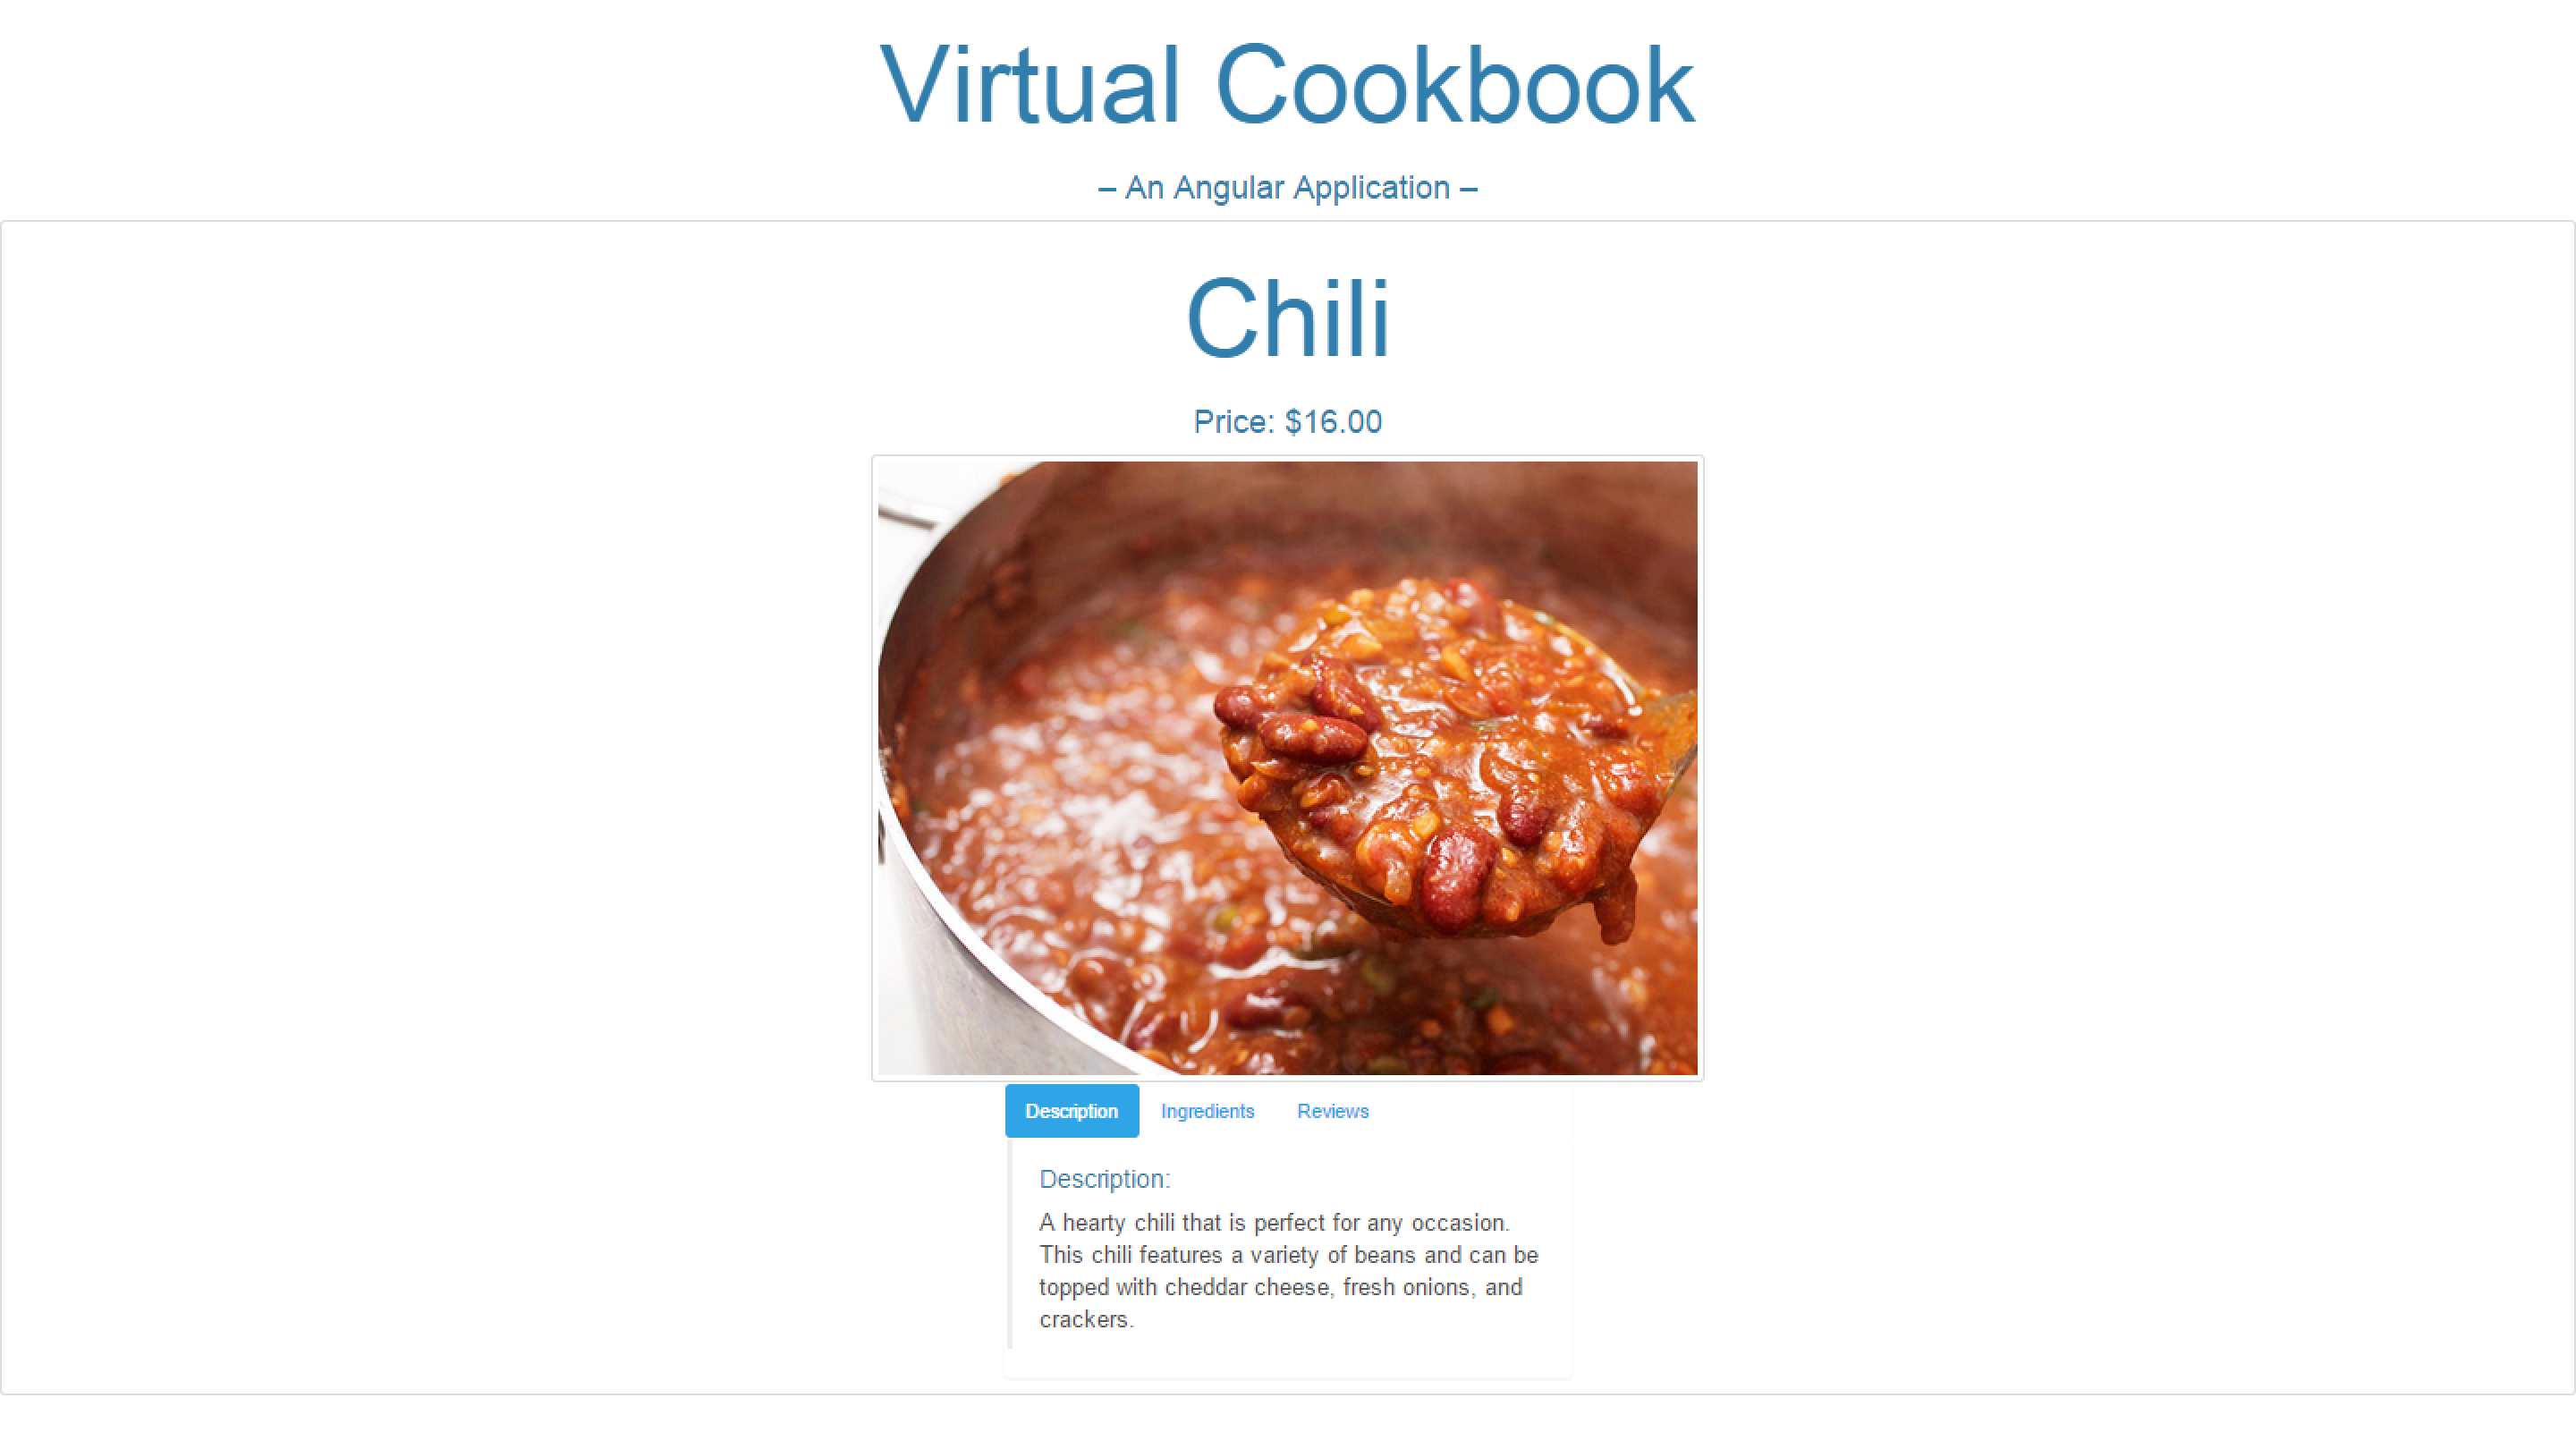 Virtual Cookbook
– An Angular Application –
Chili
Price: $16.00
Description Ingredients Reviews
Description:
A hearty chili that is perfect for any occasion.
This chili features a variety of beans and can be
topped with cheddar cheese, fresh onions, and
crackers.